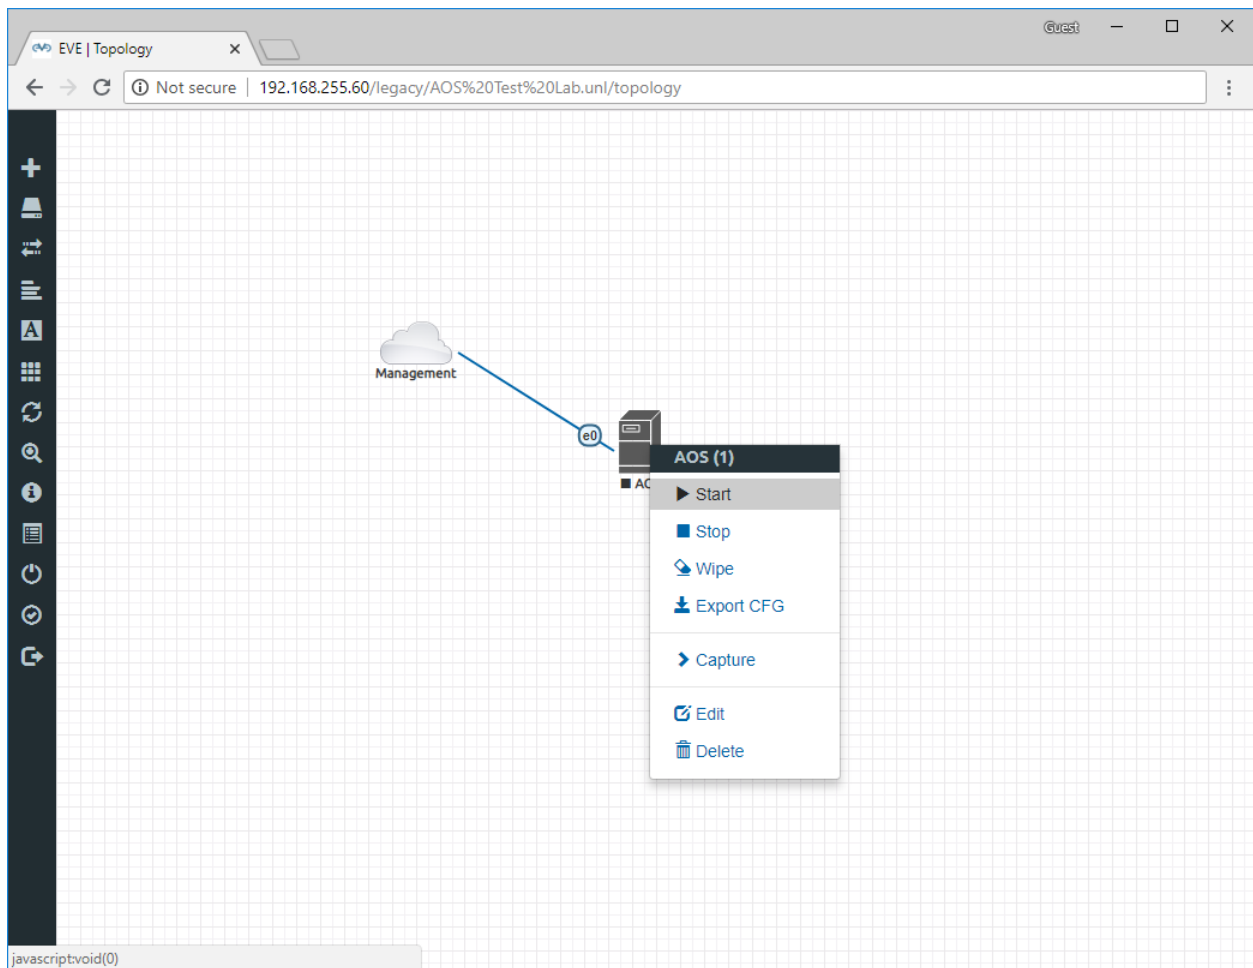 Guest
EVE | Topology
Not secure | 192.168.255.60/legacy/AOS%20Test%20Lab.unl/topology
A
Management
e0
AOS (1)
Start
Stop
Wipe
Export CFG
Capture
Edit
Delete
javascript:void(0)